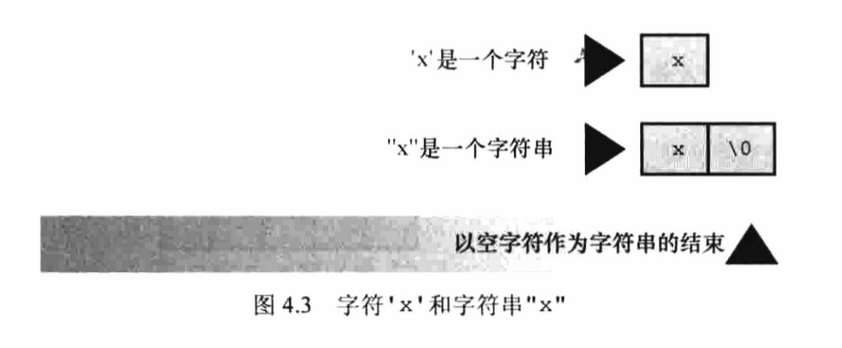 'x'是一个字符 x
"x"是一个字符串 x \0
以空字符作为字符串的结束
图 4.3 字符'x'和字符串"x"